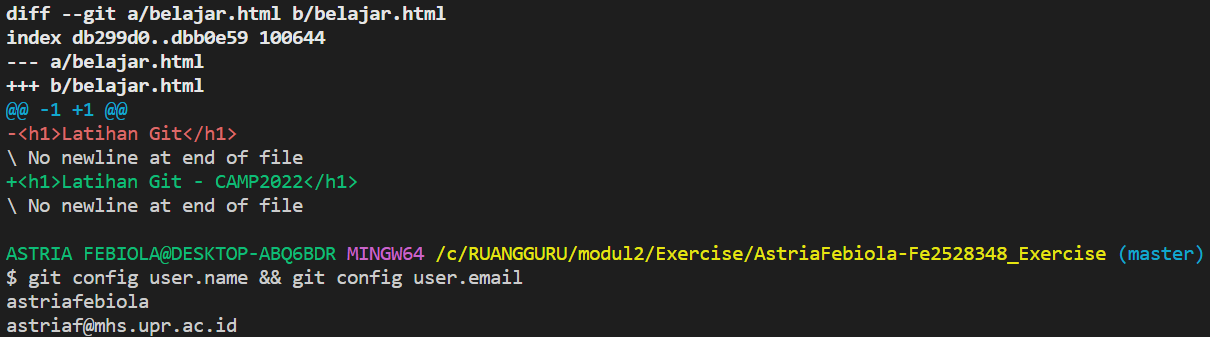 diff --git a/belajar.html b/belajar.html
index db299d0..dbb0e59 100644
--- a/belajar.html
+++ b/belajar.html
@@ -1 +1 @@
-<h1>Latihan Git</h1>
\ No newline at end of file
+<h1>Latihan Git - CAMP2022</h1>
\ No newline at end of file
ASTRIA FEBIOLA@DESKTOP-ABQ6BDR MINGW64 /c/RUANGGURU/modul2/Exercise/AstriaFebiola-Fe2528348_Exercise (master)
$ git config user.name && git config user.email
astriafebiola
astriaf@mhs.upr.ac.id